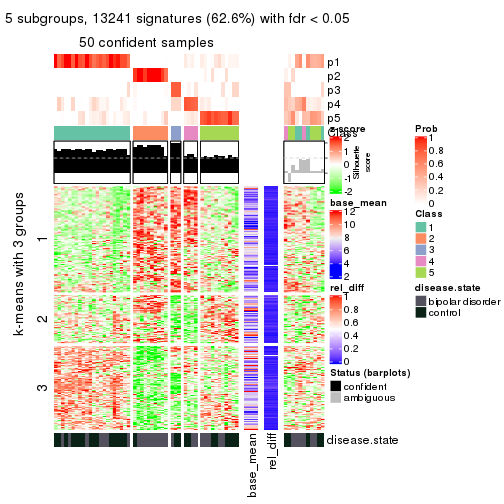 5 subgroups, 13241 signatures (62.6%) with fdr < 0.05
50 confident samples
p1
p2
p3
p4
p5
Class
z-score
2
1
0
-1
-2
Silhouette
score
base_mean
12
10
8
6
4
2
rel_diff
1
0.8
0.6
0.4
0.2
0
Status (barplots)
confident
ambiguous
Prob
1
0.8
0.6
0.4
0.2
0
Class
1
2
3
4
5
disease.state
bipolar disorder
control
k-means with 3 groups
1
2
3
disease.state
base_mean
rel_diff